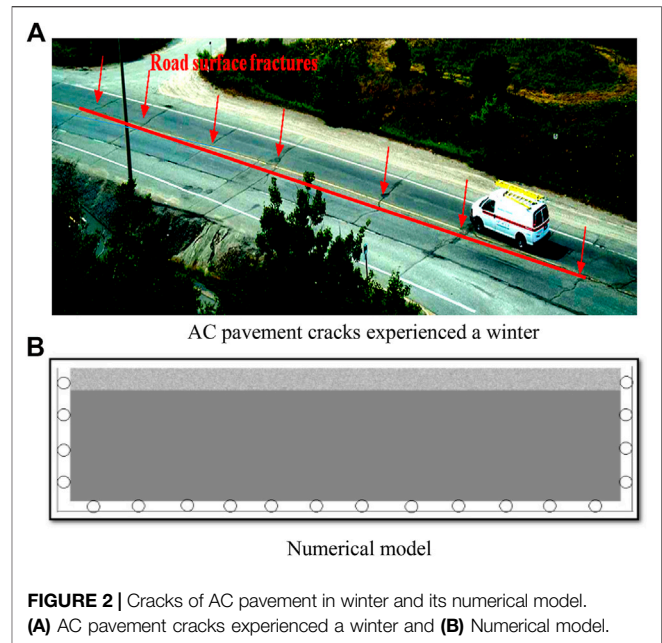 A
Road surface fractures
AC pavement cracks experienced a winter
B
Numerical model
FIGURE 2 | Cracks of AC pavement in winter and its numerical model.
(A) AC pavement cracks experienced a winter and (B) Numerical model.